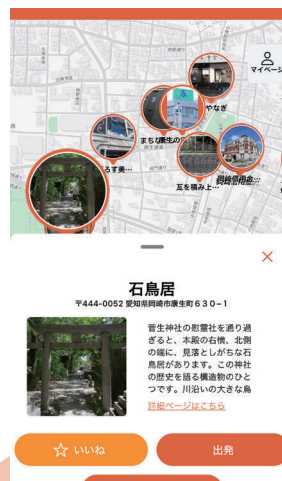 マイページ
やなぎ
まちな
康生の
ろす美…
瓦を積み上…
岡崎信用金…
石鳥居
〒444-0052 愛知県岡崎市康生町630-1
菅生神社の慰霊社を通り過
ぎると、本殿の右横、北側
の端に、見落としがちな石
鳥居があります。この神社
の歴史を語る構造物のひと
つです。川沿いの大きな鳥
詳細ページはこちら
いいね
出発